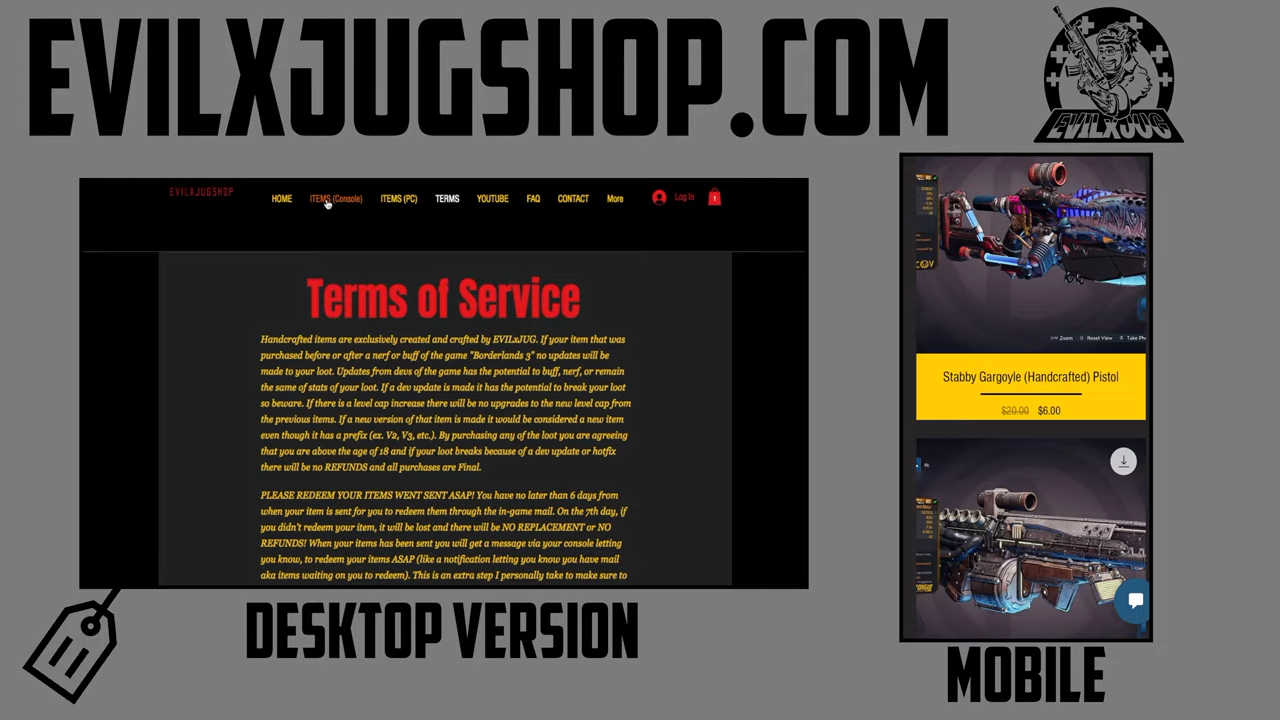 EVILXJUGSHOP.COM
EVILXJUG
EVILXJUGSHOP
HOME ITEMS (Console) ITEMS (PC) TERMS YOUTUBE FAQ CONTACT More Log In 1
Terms of Service
Handcrafted items are exclusively created and crafted by EVILxJUG. If your item that was
purchased before or after a nerf or buff of the game "Borderlands 3" no updates will be
made to your loot. Updates from devs of the game has the potential to buff, nerf, or remain
the same of stats of your loot. If a dev update is made it has the potential to break your loot
so beware. If there is a level cap increase there will be no upgrades to the new level cap from
the previous items. If a new version of that item is made it would be considered a new item
even though it has a prefix (ex. V2, V3, etc.). By purchasing any of the loot you are agreeing
that you are above the age of 18 and if your loot breaks because of a dev update or hotfix
there will be no REFUNDS and all purchases are Final.
PLEASE REDEEM YOUR ITEMS WENT SENT ASAP! You have no later than 6 days from
when your item is sent for you to redeem them through the in-game mail. On the 7th day, if
you didn't redeem your item, it will be lost and there will be NO REPLACEMENT or NO
REFUNDS! When your items has been sent you will get a message via your console letting
you know, to redeem your items ASAP (like a notification letting you know you have mail
aka items waiting on you to redeem). This is an extra step I personally take to make sure to
DESKTOP VERSION
COV
Zoom Reset View Take Ph
Stabby Gargoyle (Handcrafted) Pistol
$20.00 $6.00
MOBILE